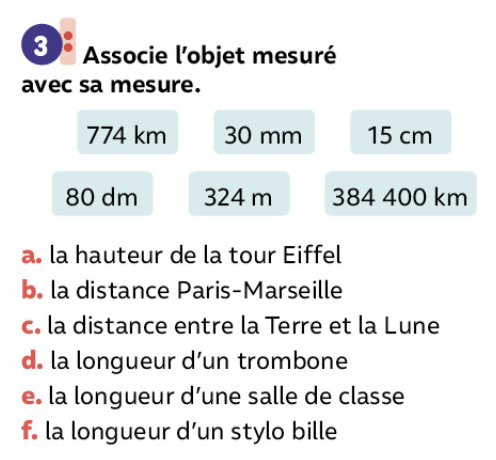 3 Associe l'objet mesuré
avec sa mesure.
774 km 30 mm 15 cm
80 dm 324 m 384 400 km
a. la hauteur de la tour Eiffel
b. la distance Paris-Marseille
c. la distance entre la Terre et la Lune
d. la longueur d'un trombone
e. la longueur d'une salle de classe
f. la longueur d'un stylo bille